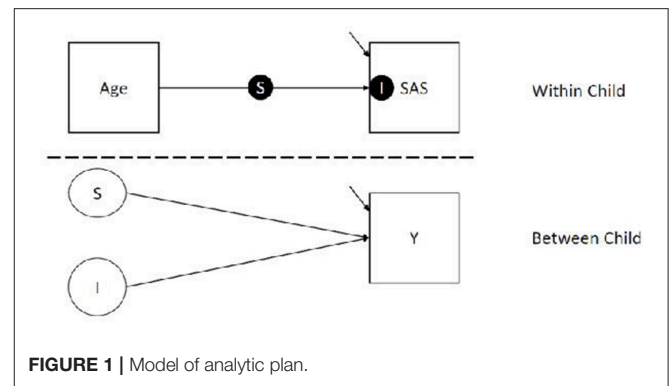 Age
S
I
SAS
Within Child
S
I
Y
Between Child
FIGURE 1 | Model of analytic plan.